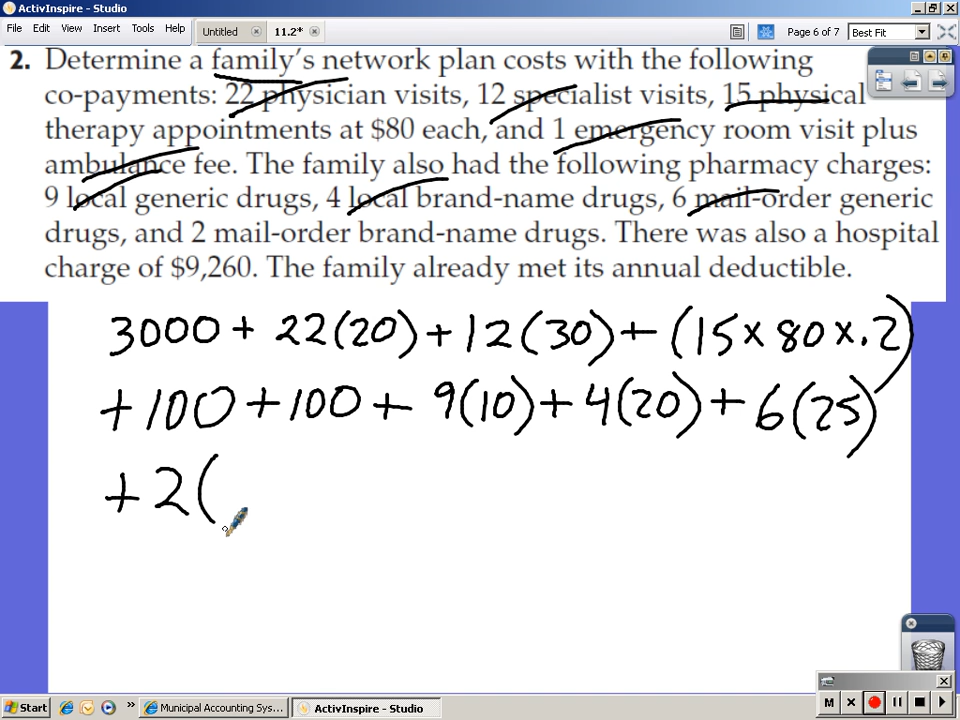 ActivInspire - Studio
File Edit View Insert Tools Help Untitled 11.2* Page 6 of 7 Best Fit
2. Determine a family's network plan costs with the following
co-payments: 22 physician visits, 12 specialist visits, 15 physical
therapy appointments at $80 each, and 1 emergency room visit plus
ambulance fee. The family also had the following pharmacy charges:
9 local generic drugs, 4 local brand-name drugs, 6 mail-order generic
drugs, and 2 mail-order brand-name drugs. There was also a hospital
charge of $9,260. The family already met its annual deductible.
3000 + 22(20) + 12(30) + (15 x 80 x .2)
+ 100 + 100 + 9(10) + 4(20) + 6(25)
+ 2(
M
Start Municipal Accounting Sys... ActivInspire - Studio